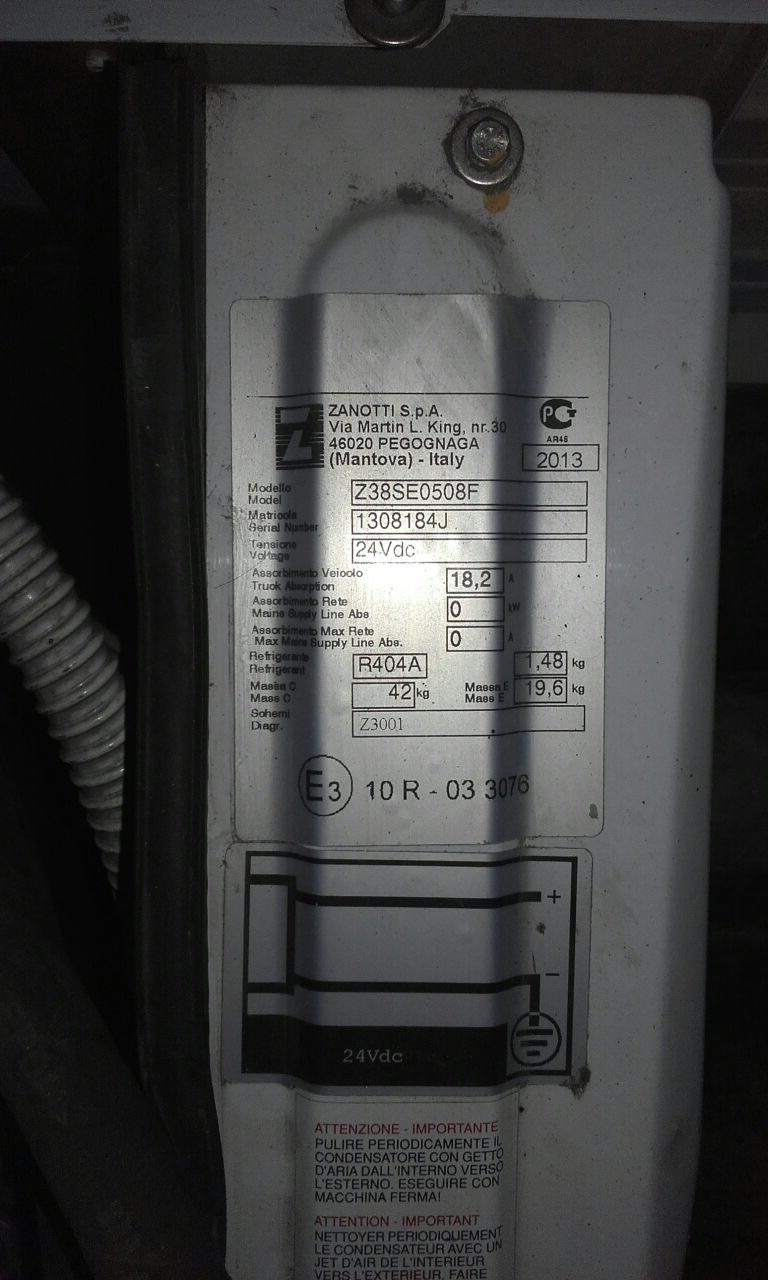 ZANOTTI S.p.A.
Via Martin L. King, nr.30
46020 PEGOGNAGA
(Mantova) - Italy
PCT
AR46
2013
Modello
Model
Z38SE0508F
Matricola
Serial Number
1308184J
Tensione
Voltage
24Vdc
Assorbimento Veicolo
Truck Absorption
18,2 A
Assorbimento Rete
Mains Supply Line Abs
0 kW
Assorbimento Max Rete
Max Mains Supply Line Abs.
0 A
Refrigerante
Refrigerant
R404A 1,48 kg
Massa C
Mass C
42 kg
Massa E
Mass E
19,6 kg
Schemi
Diagr.
Z3001
E3 10 R - 03 3076
+
-
24Vdc
ATTENZIONE - IMPORTANTE
PULIRE PERIODICAMENTE IL
CONDENSATORE CON GETTO
D'ARIA DALL'INTERNO VERSO
L'ESTERNO. ESEGUIRE CON
MACCHINA FERMA!
ATTENTION - IMPORTANT
NETTOYER PERIODIQUEMENT
LE CONDENSATEUR AVEC UN
JET D'AIR DE L'INTERIEUR
VERS L'EXTERIEUR. FAIRE